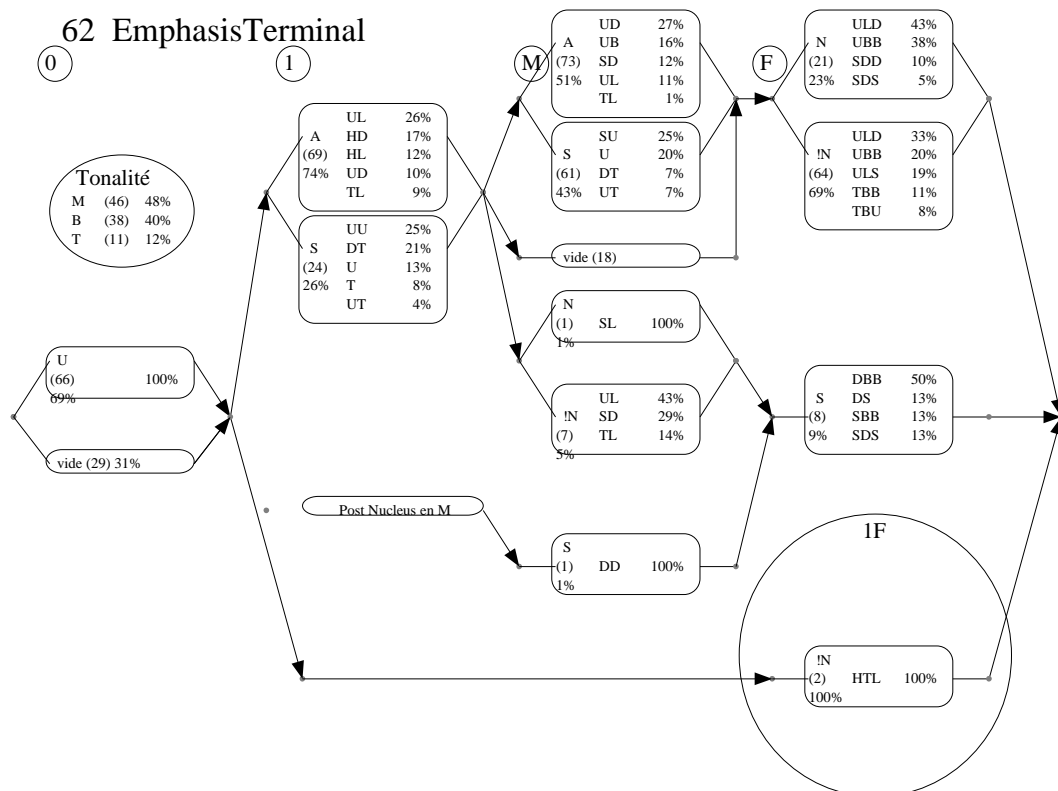 62 EmphasisTerminal
0
1
M
F
Tonalité
M (46) 48%
B (38) 40%
T (11) 12%
U
(66) 100%
69%
vide (29) 31%
UL 26%
A HD 17%
(69) HL 12%
74% UD 10%
TL 9%
UU 25%
S DT 21%
(24) U 13%
26% T 8%
UT 4%
UD 27%
A UB 16%
(73) SD 12%
51% UL 11%
TL 1%
SU 25%
S U 20%
(61) DT 7%
43% UT 7%
vide (18)
N
(1) SL 100%
1%
UL 43%
!N SD 29%
(7) TL 14%
5%
Post Nucleus en M
S
(1) DD 100%
1%
ULD 43%
N UBB 38%
(21) SDD 10%
23% SDS 5%
ULD 33%
!N UBB 20%
(64) ULS 19%
69% TBB 11%
TBU 8%
DBB 50%
S DS 13%
(8) SBB 13%
9% SDS 13%
1F
!N
(2) HTL 100%
100%